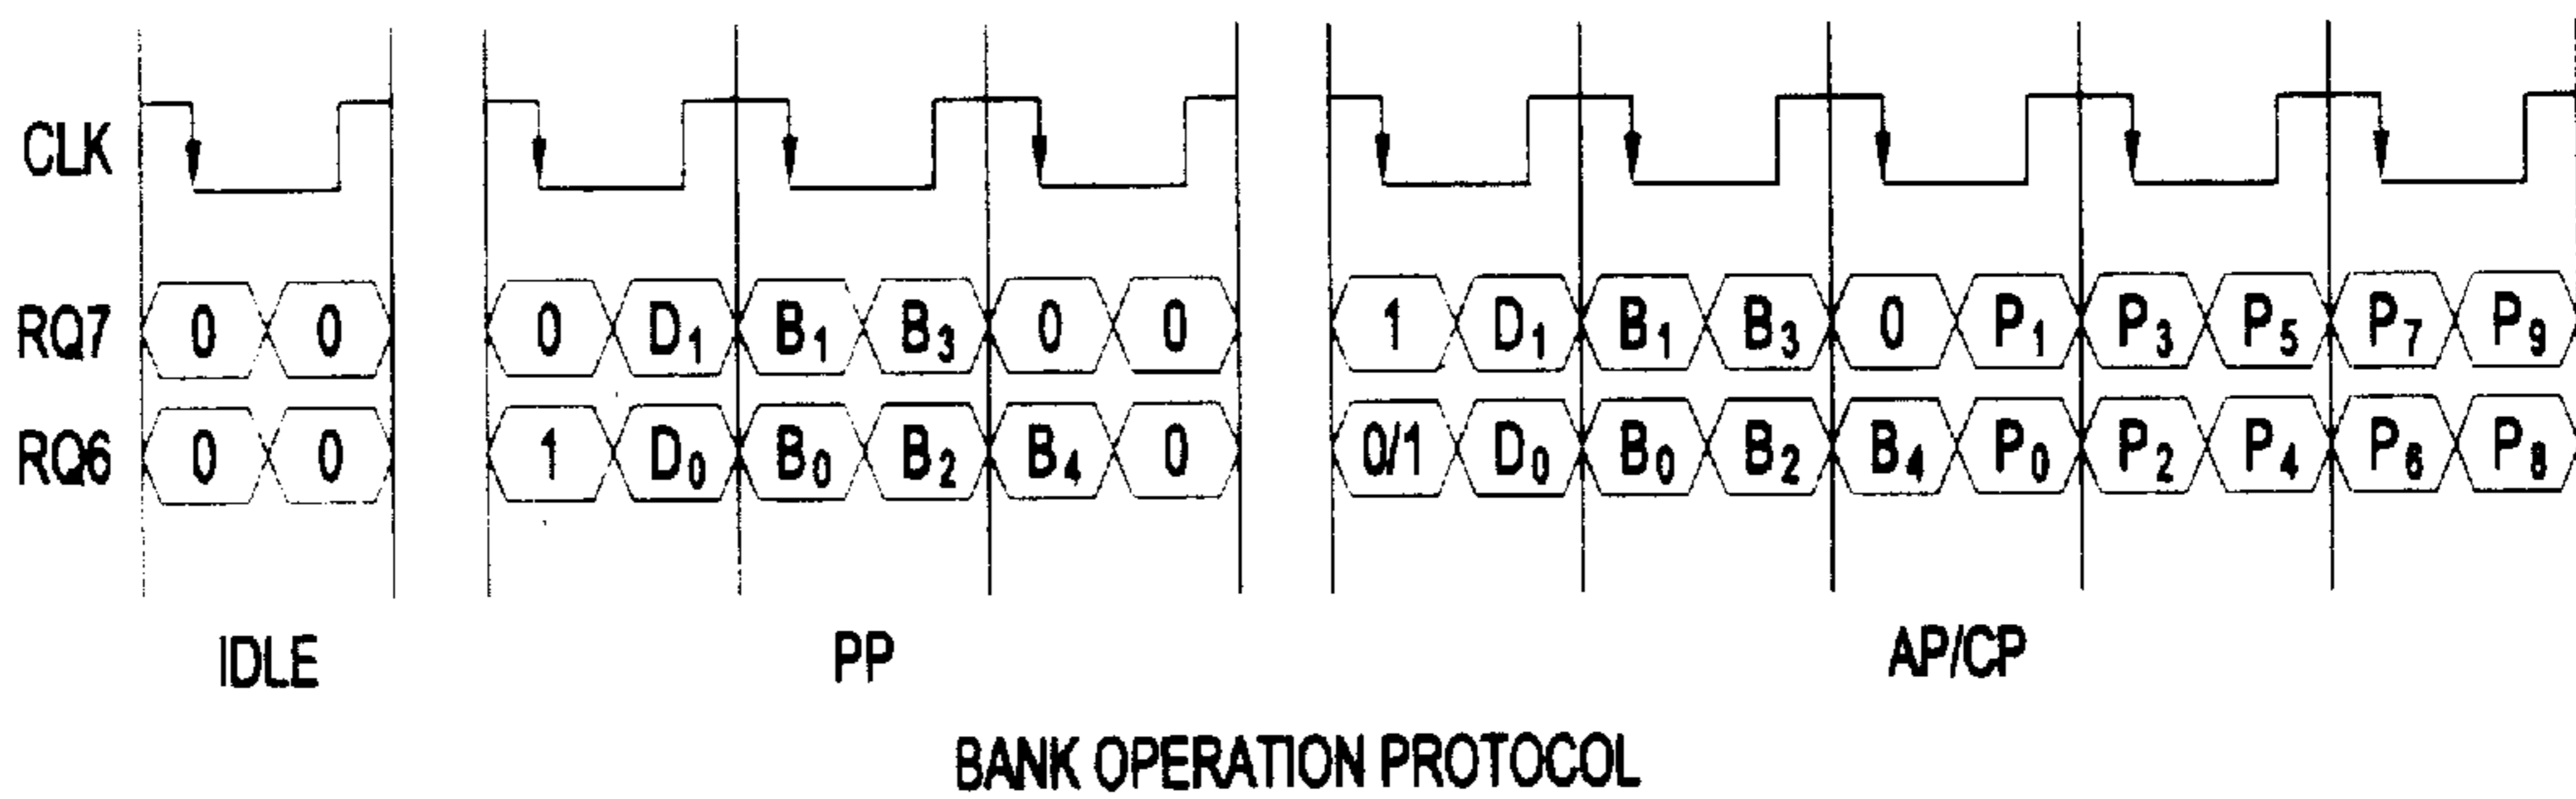 CLK
RQ7 0 0 0 D1 B1 B3 0 0 1 D1 B1 B3 0 P1 P3 P5 P7 P9
RQ6 0 0 1 D0 B0 B2 B4 0 0/1 D0 B0 B2 B4 P0 P2 P4 P6 P8
IDLE PP AP/CP
BANK OPERATION PROTOCOL